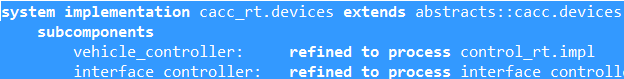 system implementation cacc_rt.devices extends abstracts::cacc.devices
subcomponents
vehicle_controller: refined to process control_rt.impl
interface_controller: refined to process interface_controlle